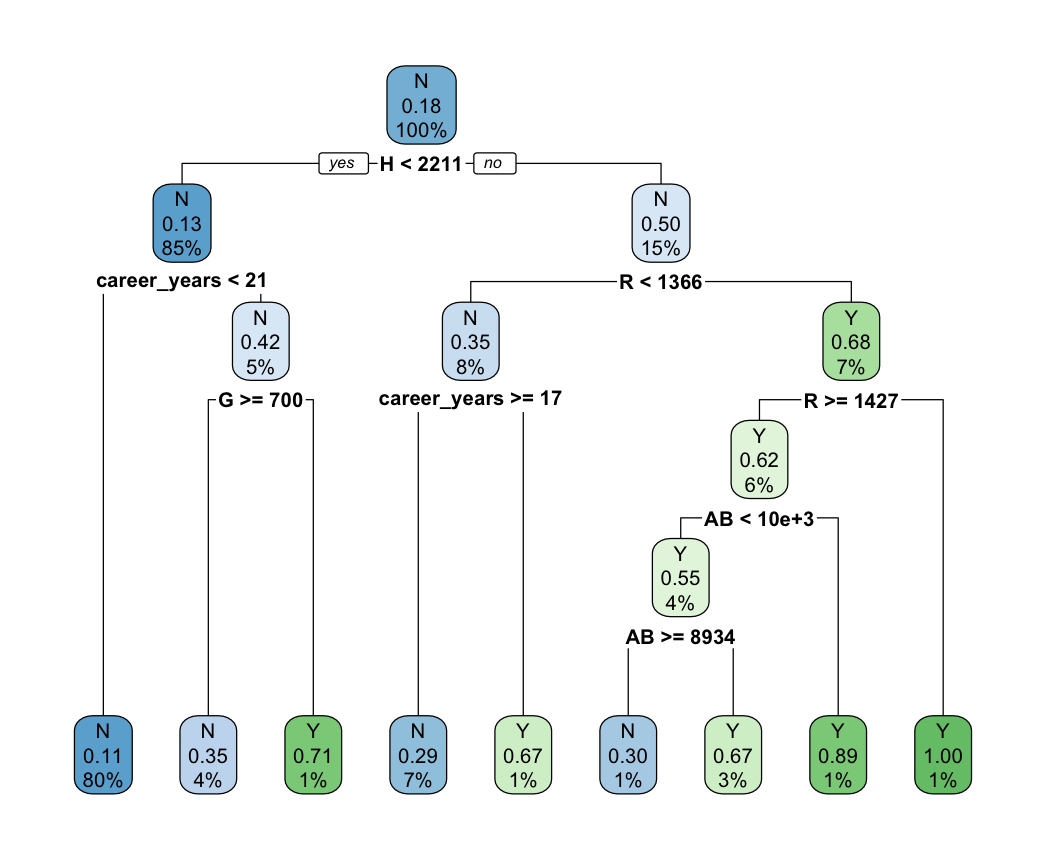 N
0.18
100%
yes H < 2211 no
N
0.13
85%
N
0.50
15%
career_years < 21
R < 1366
N
0.42
5%
N
0.35
8%
Y
0.68
7%
G >= 700
career_years >= 17
R >= 1427
Y
0.62
6%
AB < 10e+3
Y
0.55
4%
AB >= 8934
N
0.11
80%
N
0.35
4%
Y
0.71
1%
N
0.29
7%
Y
0.67
1%
N
0.30
1%
Y
0.67
3%
Y
0.89
1%
Y
1.00
1%